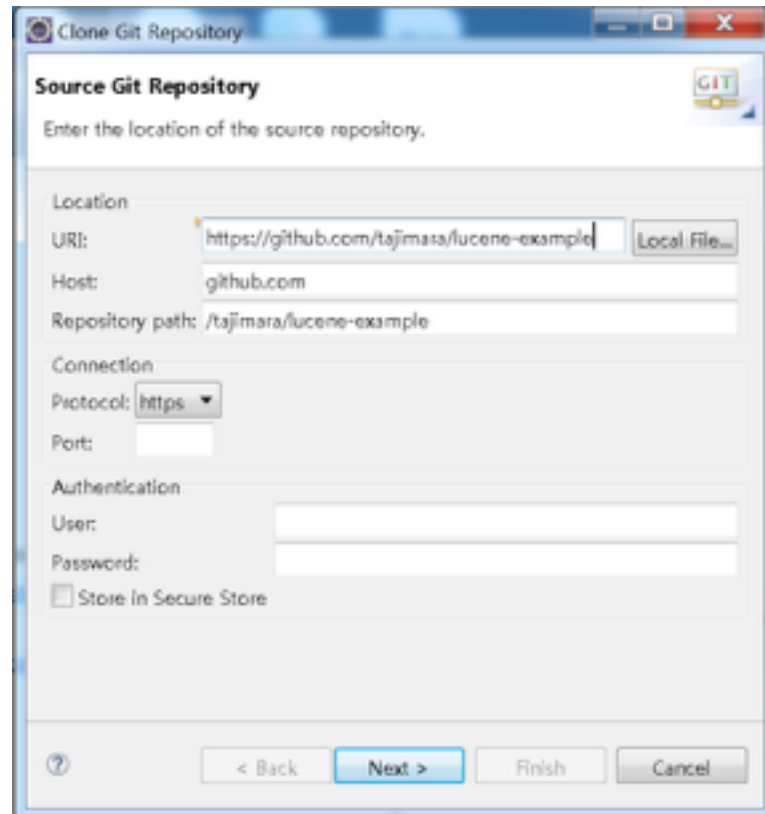 Clone Git Repository
Source Git Repository
GIT
Enter the location of the source repository.
Location
URI: https://github.com/tajimara/lucene-example Local File...
Host: github.com
Repository path: /tajimara/lucene-example
Connection
Protocol: https
Port:
Authentication
User:
Password:
Store in Secure Store
? < Back Next > Finish Cancel